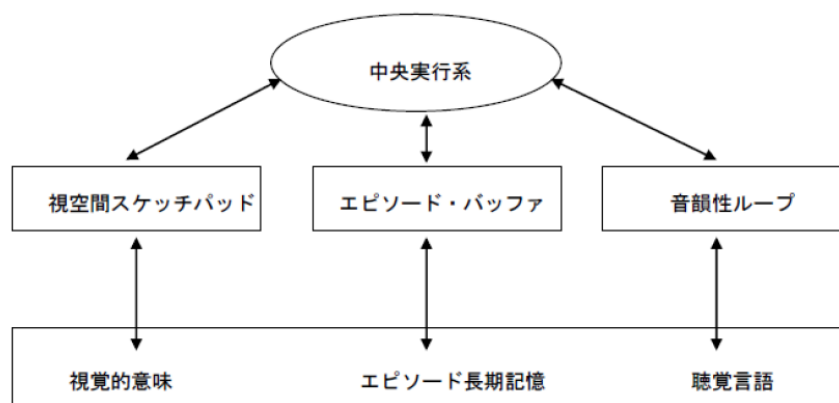 中央実行系
視空間スケッチパッド
エピソード・バッファ
音韻性ループ
視覚的意味
エピソード長期記憶
聴覚言語